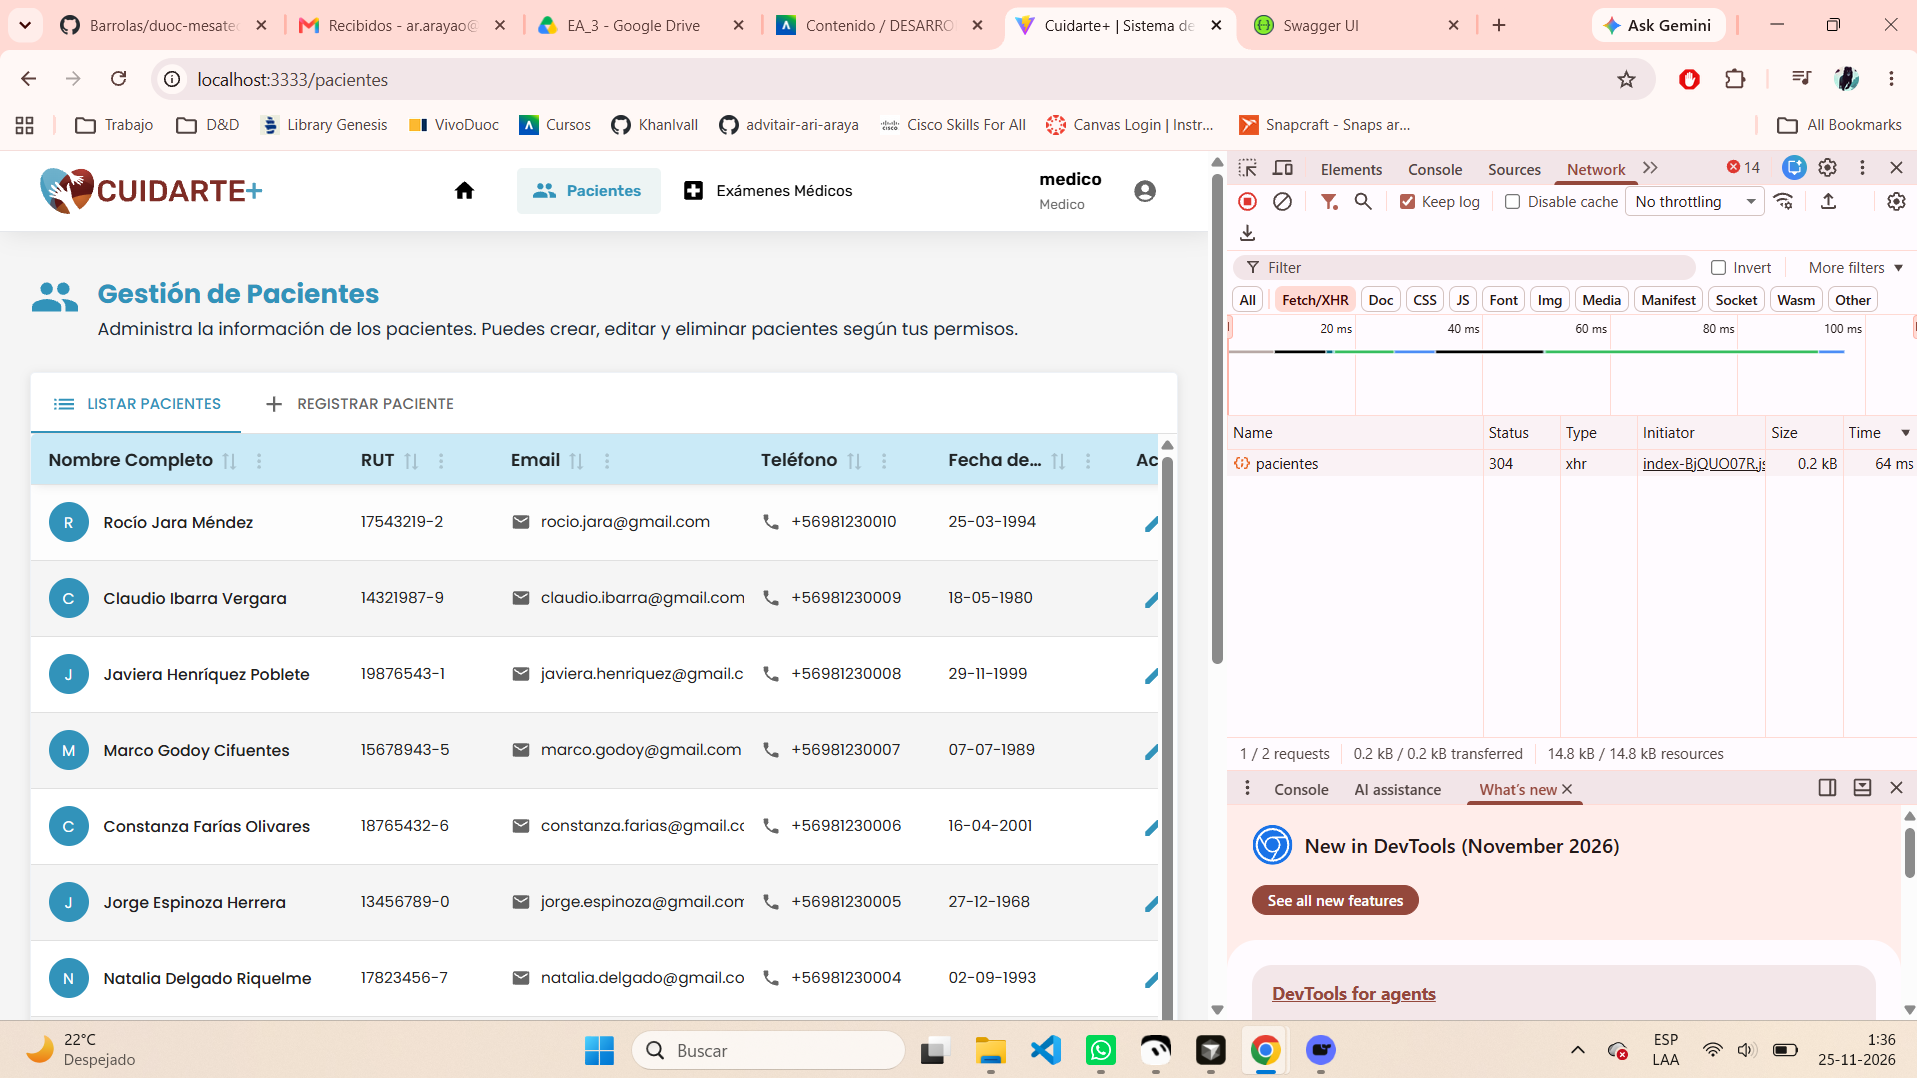 Barrolas/duoc-mesatec
Recibidos - ar.arayao@
EA_3 - Google Drive
Contenido / DESARRO
Cuidarte+ | Sistema de
Swagger UI
Ask Gemini
localhost:3333/pacientes
Trabajo
D&D
Library Genesis
VivoDuoc
Cursos
KhanIvall
advitair-ari-araya
Cisco Skills For All
Canvas Login | Instr...
Snapcraft - Snaps ar...
All Bookmarks
CUIDARTE+
Pacientes
Exámenes Médicos
medico
Medico
Gestión de Pacientes
Administra la información de los pacientes. Puedes crear, editar y eliminar pacientes según tus permisos.
LISTAR PACIENTES
REGISTRAR PACIENTE
Nombre Completo RUT Email Teléfono Fecha de... Ac
R Rocío Jara Méndez 17543219-2 rocio.jara@gmail.com +56981230010 25-03-1994
C Claudio Ibarra Vergara 14321987-9 claudio.ibarra@gmail.com +56981230009 18-05-1980
J Javiera Henríquez Poblete 19876543-1 javiera.henriquez@gmail.c +56981230008 29-11-1999
M Marco Godoy Cifuentes 15678943-5 marco.godoy@gmail.com +56981230007 07-07-1989
C Constanza Farías Olivares 18765432-6 constanza.farias@gmail.cc +56981230006 16-04-2001
J Jorge Espinoza Herrera 13456789-0 jorge.espinoza@gmail.com +56981230005 27-12-1968
N Natalia Delgado Riquelme 17823456-7 natalia.delgado@gmail.co +56981230004 02-09-1993
Elements Console Sources Network 14
Keep log Disable cache No throttling
Filter Invert More filters
All Fetch/XHR Doc CSS JS Font Img Media Manifest Socket Wasm Other
20 ms 40 ms 60 ms 80 ms 100 ms
Name Status Type Initiator Size Time
pacientes 304 xhr index-BjQUO07R.js 0.2 kB 64 ms
1 / 2 requests 0.2 kB / 0.2 kB transferred 14.8 kB / 14.8 kB resources
Console AI assistance What's new
New in DevTools (November 2026)
See all new features
DevTools for agents
22°C
Despejado
Buscar
ESP
LAA
1:36
25-11-2026